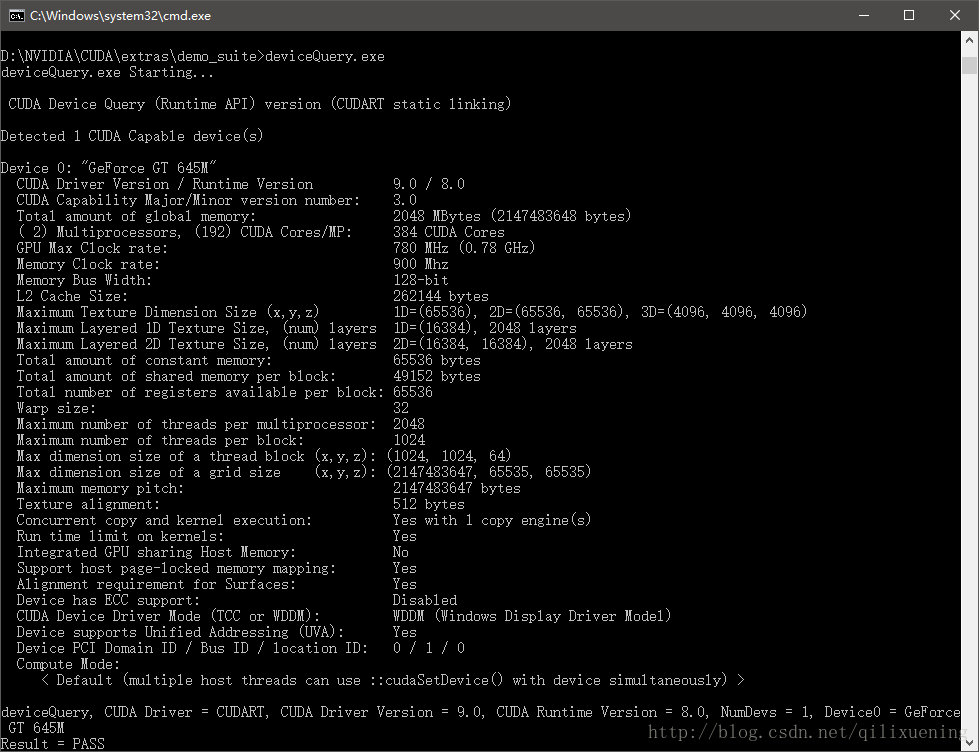 C:\Windows\system32\cmd.exe
D:\NVIDIA\CUDA\extras\demo_suite>deviceQuery.exe
deviceQuery.exe Starting...
CUDA Device Query (Runtime API) version (CUDART static linking)
Detected 1 CUDA Capable device(s)
Device 0: "GeForce GT 645M"
CUDA Driver Version / Runtime Version 9.0 / 8.0
CUDA Capability Major/Minor version number: 3.0
Total amount of global memory: 2048 MBytes (2147483648 bytes)
( 2) Multiprocessors, (192) CUDA Cores/MP: 384 CUDA Cores
GPU Max Clock rate: 780 MHz (0.78 GHz)
Memory Clock rate: 900 Mhz
Memory Bus Width: 128-bit
L2 Cache Size: 262144 bytes
Maximum Texture Dimension Size (x,y,z) 1D=(65536), 2D=(65536, 65536), 3D=(4096, 4096, 4096)
Maximum Layered 1D Texture Size, (num) layers 1D=(16384), 2048 layers
Maximum Layered 2D Texture Size, (num) layers 2D=(16384, 16384), 2048 layers
Total amount of constant memory: 65536 bytes
Total amount of shared memory per block: 49152 bytes
Total number of registers available per block: 65536
Warp size: 32
Maximum number of threads per multiprocessor: 2048
Maximum number of threads per block: 1024
Max dimension size of a thread block (x,y,z): (1024, 1024, 64)
Max dimension size of a grid size (x,y,z): (2147483647, 65535, 65535)
Maximum memory pitch: 2147483647 bytes
Texture alignment: 512 bytes
Concurrent copy and kernel execution: Yes with 1 copy engine(s)
Run time limit on kernels: Yes
Integrated GPU sharing Host Memory: No
Support host page-locked memory mapping: Yes
Alignment requirement for Surfaces: Yes
Device has ECC support: Disabled
CUDA Device Driver Mode (TCC or WDDM): WDDM (Windows Display Driver Model)
Device supports Unified Addressing (UVA): Yes
Device PCI Domain ID / Bus ID / location ID: 0 / 1 / 0
Compute Mode:
< Default (multiple host threads can use ::cudaSetDevice() with device simultaneously) >
deviceQuery, CUDA Driver = CUDART, CUDA Driver Version = 9.0, CUDA Runtime Version = 8.0, NumDevs = 1, Device0 = GeForce
GT 645M
Result = PASS
http://blog.csdn.net/qilixuening